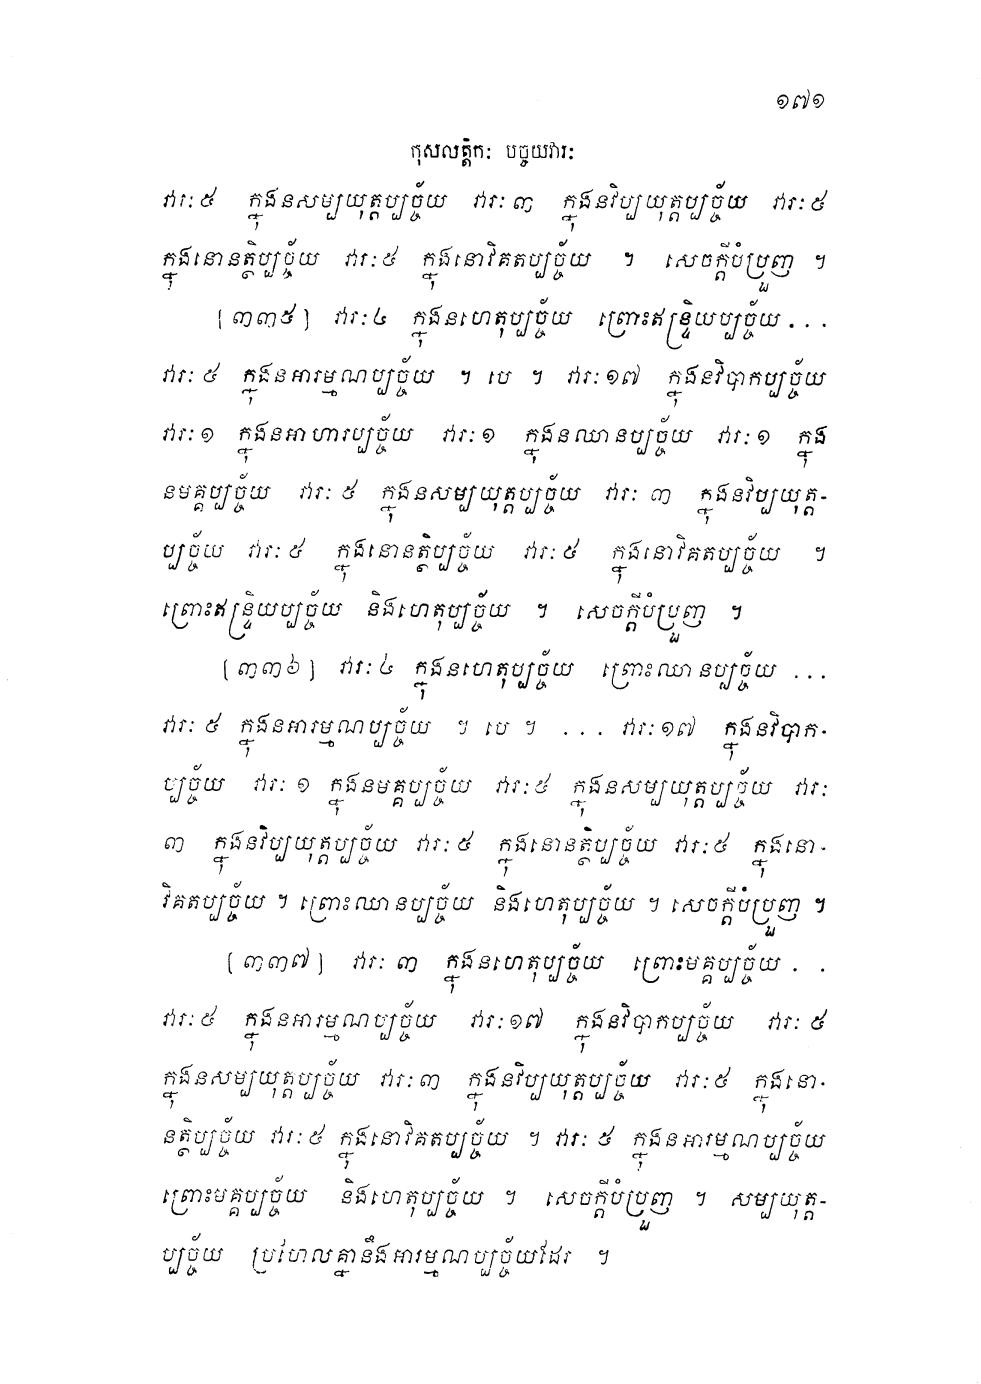 ១៧១
កុសលត្តិកៈ បច្ចយវារៈ
វារៈ៥ ក្នុងនសម្បយុត្តប្បច្ច័យ វារៈ៣ ក្នុងនវិប្បយុត្តប្បច្ច័យ វារៈ៥
ក្នុងនោនត្ថិប្បច្ច័យ វារៈ៥ ក្នុងនោវិគតប្បច្ច័យ ។ សេចក្តីបំប្រួញ ។
[៣៣៥] វារៈ៤ ក្នុងនហេតុប្បច្ច័យ ព្រោះឥន្ទ្រិយប្បច្ច័យ...
វារៈ ៥ ក្នុងនអារម្មណប្បច្ច័យ ។ បេ ។ វារៈ១៧ ក្នុងនវិបាកប្បច្ច័យ
វារៈ១ ក្នុងនអាហារប្បច្ច័យ វារៈ១ ក្នុងនឈានប្បច្ច័យ វារៈ១ ក្នុង
នមគ្គប្បច្ច័យ វារៈ ៥ ក្នុងនសម្បយុត្តប្បច្ច័យ វារៈ ៣ ក្នុងនវិប្បយុត្ត-
ប្បច្ច័យ វារៈ៥ ក្នុងនោនត្ថិប្បច្ច័យ វារៈ៥ ក្នុងនោវិគតប្បច្ច័យ ។
ព្រោះឥន្ទ្រិយប្បច្ច័យ និងហេតុប្បច្ច័យ ។ សេចក្តីបំប្រួញ ។
[៣៣៦] វារៈ៤ ក្នុងនហេតុប្បច្ច័យ ព្រោះឈានប្បច្ច័យ ...
វារៈ ៥ ក្នុងនអារម្មណប្បច្ច័យ ។ បេ ។ ... វារៈ១៧ ក្នុងនវិបាក-
ប្បច្ច័យ វារៈ ១ ក្នុងនមគ្គប្បច្ច័យ វារៈ៥ ក្នុងនសម្បយុត្តប្បច្ច័យ វារៈ
៣ ក្នុងនវិប្បយុត្តប្បច្ច័យ វារៈ៥ ក្នុងនោនត្ថិប្បច្ច័យ វារៈ៥ ក្នុងនោ-
វិគតប្បច្ច័យ ។ ព្រោះឈានប្បច្ច័យ និងហេតុប្បច្ច័យ ។ សេចក្តីបំប្រួញ ។
[៣៣៧] វារៈ ៣ ក្នុងនហេតុប្បច្ច័យ ព្រោះមគ្គប្បច្ច័យ . .
វារៈ៥ ក្នុងនអារម្មណប្បច្ច័យ វារៈ១៧ ក្នុងនវិបាកប្បច្ច័យ វារៈ ៥
ក្នុងនសម្បយុត្តប្បច្ច័យ វារៈ៣ ក្នុងនវិប្បយុត្តប្បច្ច័យ វារៈ៥ ក្នុងនោ-
នត្ថិប្បច្ច័យ វារៈ៥ ក្នុងនោវិគតប្បច្ច័យ ។ វារៈ ៥ ក្នុងនអារម្មណប្បច្ច័យ
ព្រោះមគ្គប្បច្ច័យ និងហេតុប្បច្ច័យ ។ សេចក្តីបំប្រួញ ។ សម្បយុត្ត-
ប្បច្ច័យ ប្រហែលគ្នានឹងអារម្មណប្បច្ច័យដែរ ។